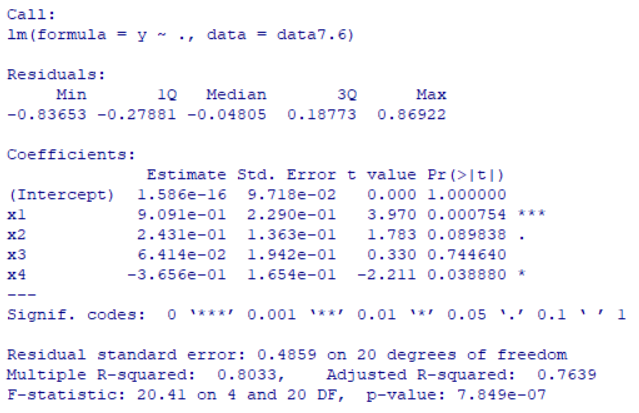 Call:
lm(formula = y ~ ., data = data7.6)
Residuals:
Min 1Q Median 3Q Max
-0.83653 -0.27881 -0.04805 0.18773 0.86922
Coefficients:
Estimate Std. Error t value Pr(>|t|)
(Intercept) 1.586e-16 9.718e-02 0.000 1.000000
x1 9.091e-01 2.290e-01 3.970 0.000754 ***
x2 2.431e-01 1.363e-01 1.783 0.089838 .
x3 6.414e-02 1.942e-01 0.330 0.744640
x4 -3.656e-01 1.654e-01 -2.211 0.038880 *
---
Signif. codes: 0 ‘***’ 0.001 ‘**’ 0.01 ‘*’ 0.05 ‘.’ 0.1 ‘ ’ 1
Residual standard error: 0.4859 on 20 degrees of freedom
Multiple R-squared: 0.8033, Adjusted R-squared: 0.7639
F-statistic: 20.41 on 4 and 20 DF, p-value: 7.849e-07